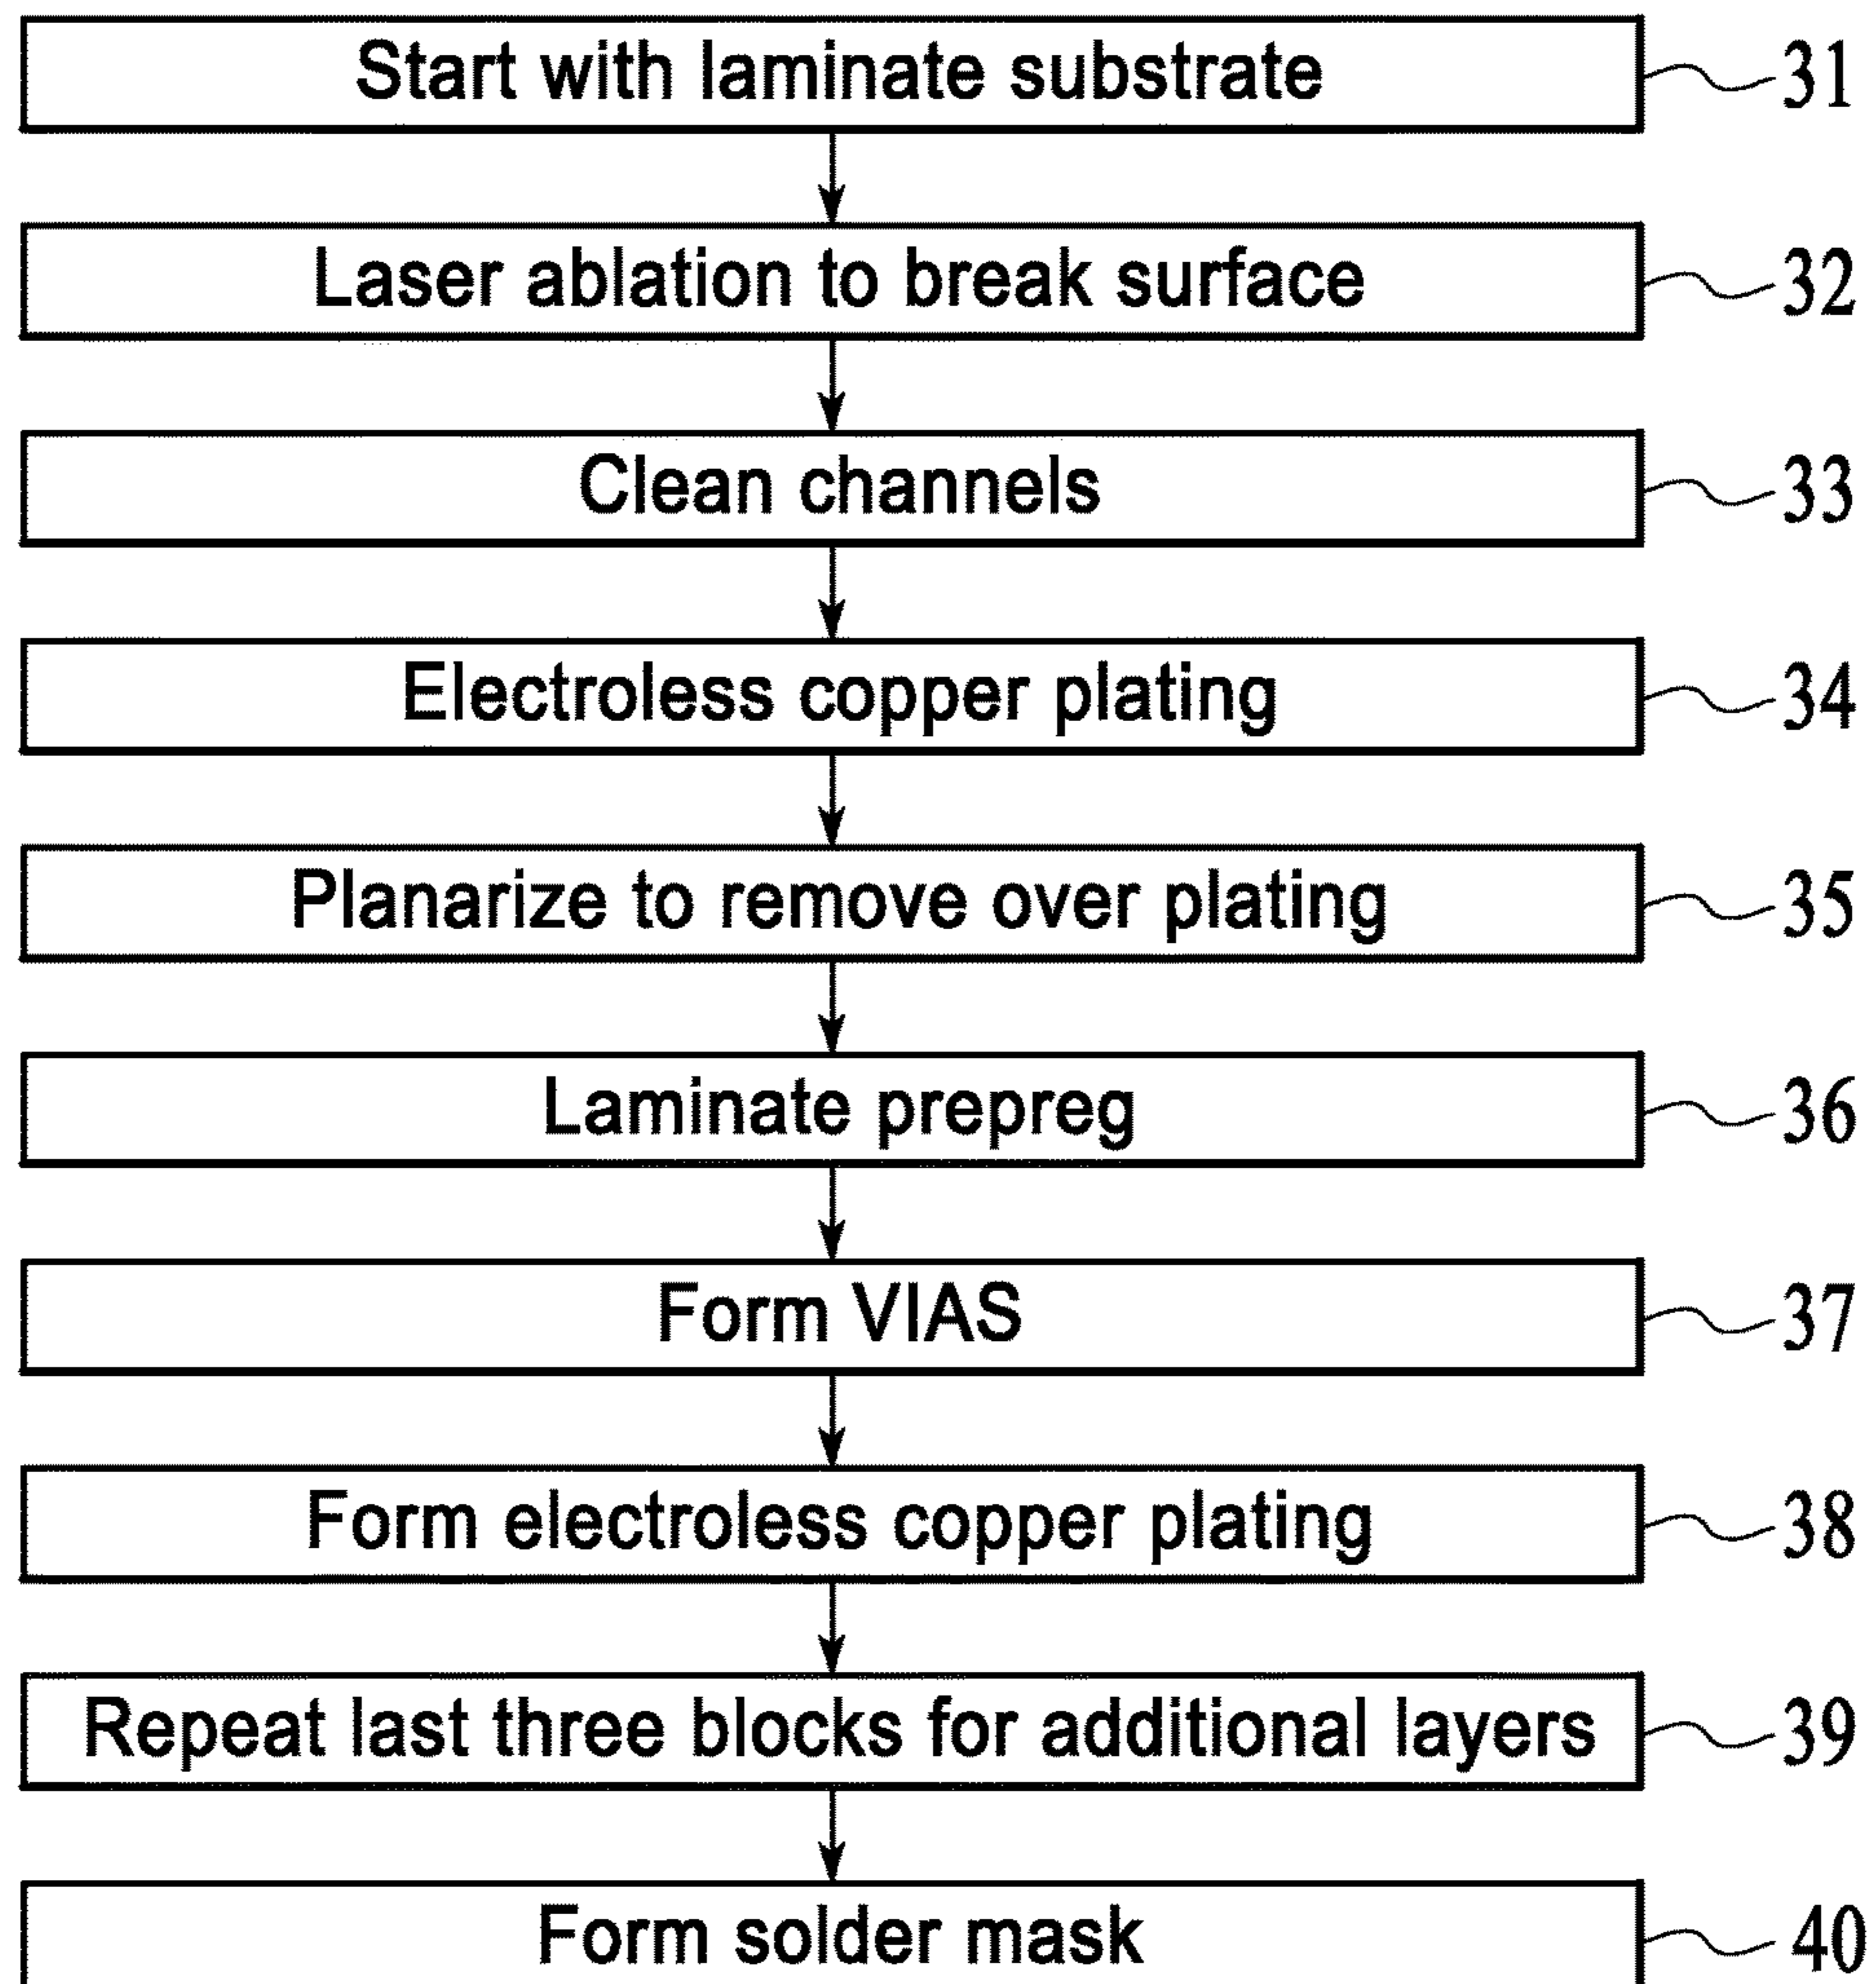 Start with laminate substrate 31
Laser ablation to break surface 32
Clean channels 33
Electroless copper plating 34
Planarize to remove over plating 35
Laminate prepreg 36
Form VIAS 37
Form electroless copper plating 38
Repeat last three blocks for additional layers 39
Form solder mask 40